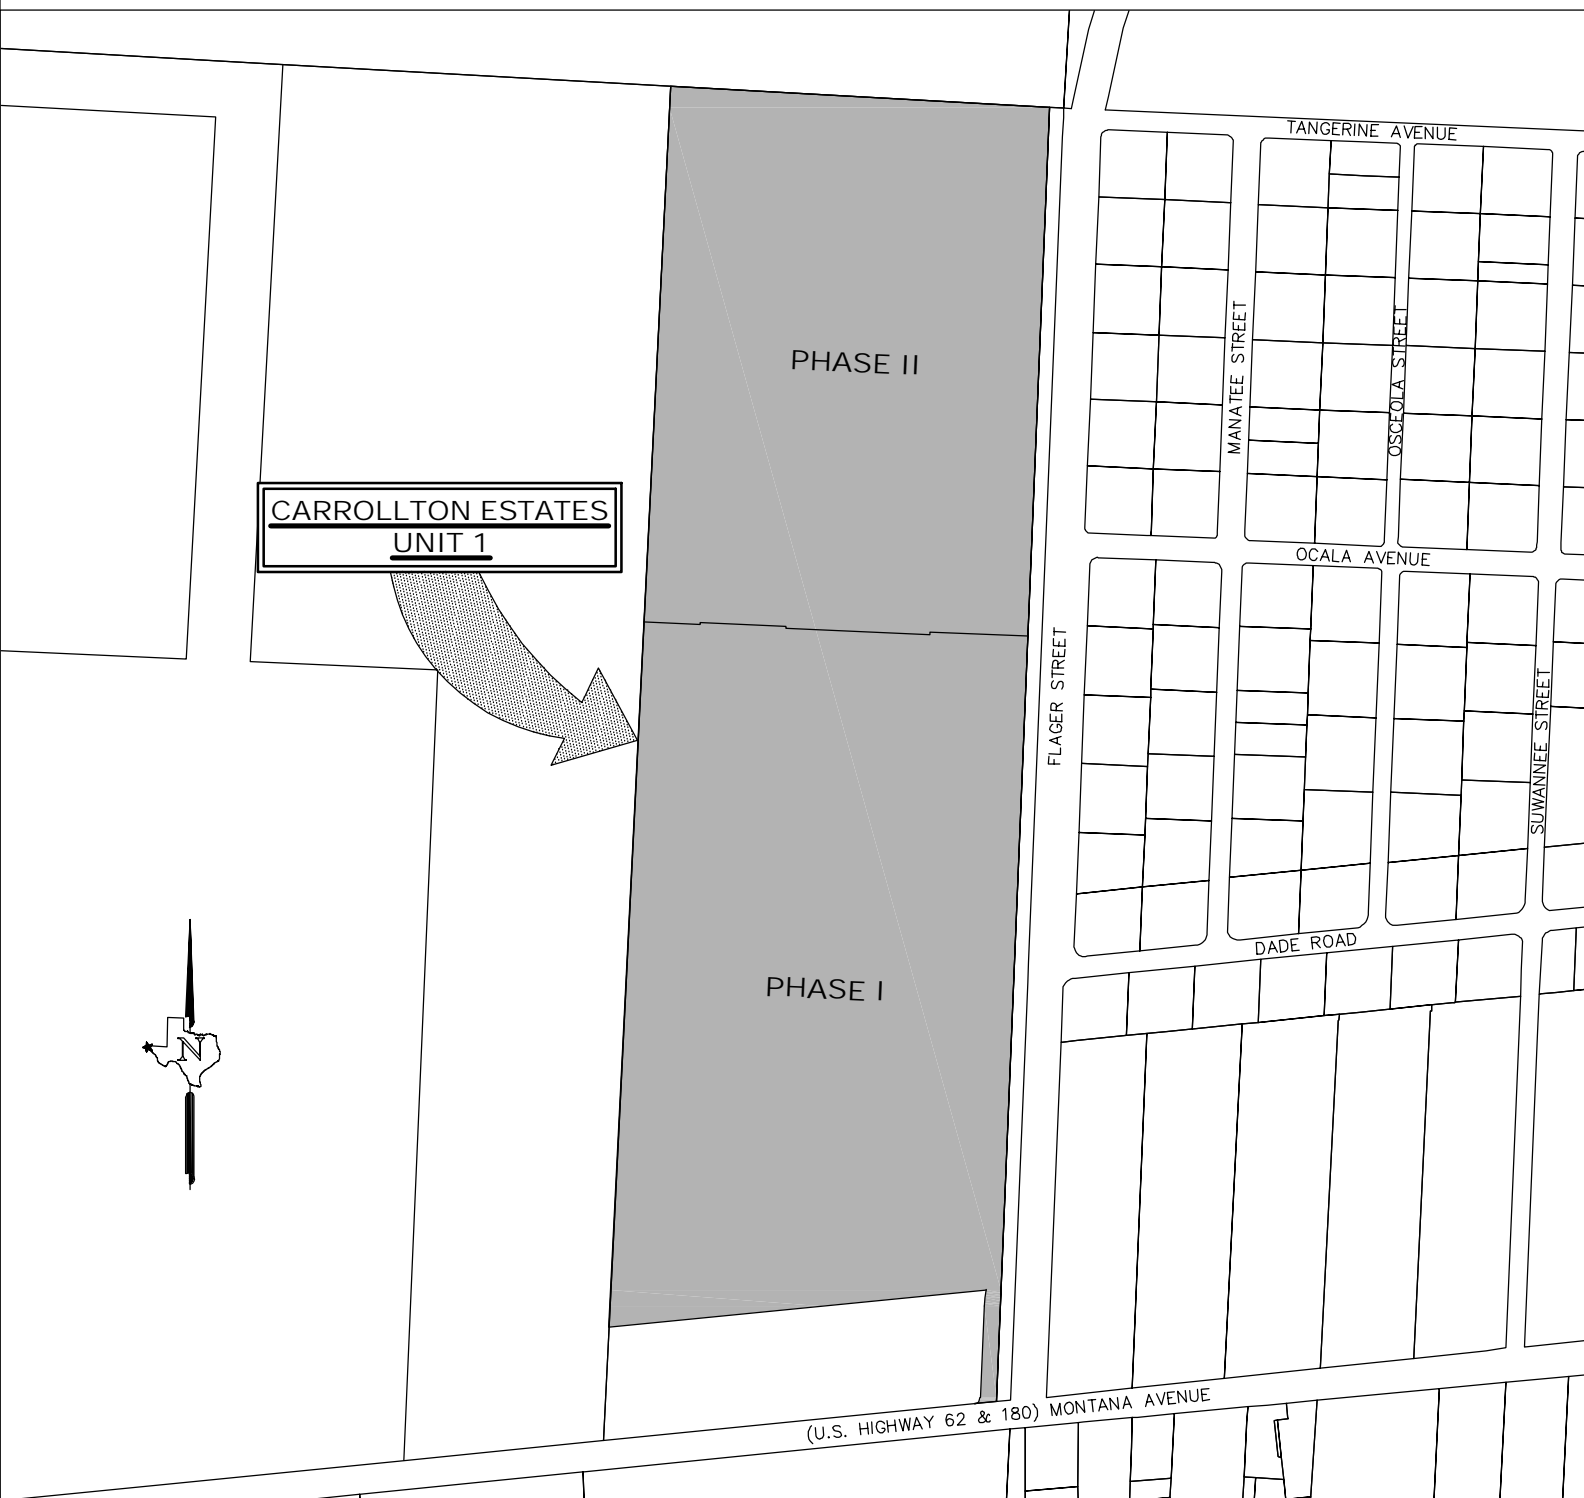 TANGERINE AVENUE
PHASE II
MANATEE STREET
OSCEOLA STREET
CARROLLTON ESTATES
UNIT 1
OCALA AVENUE
FLAGER STREET
SUWANNEE STREET
DADE ROAD
PHASE I
N
(U.S. HIGHWAY 62 & 180) MONTANA AVENUE